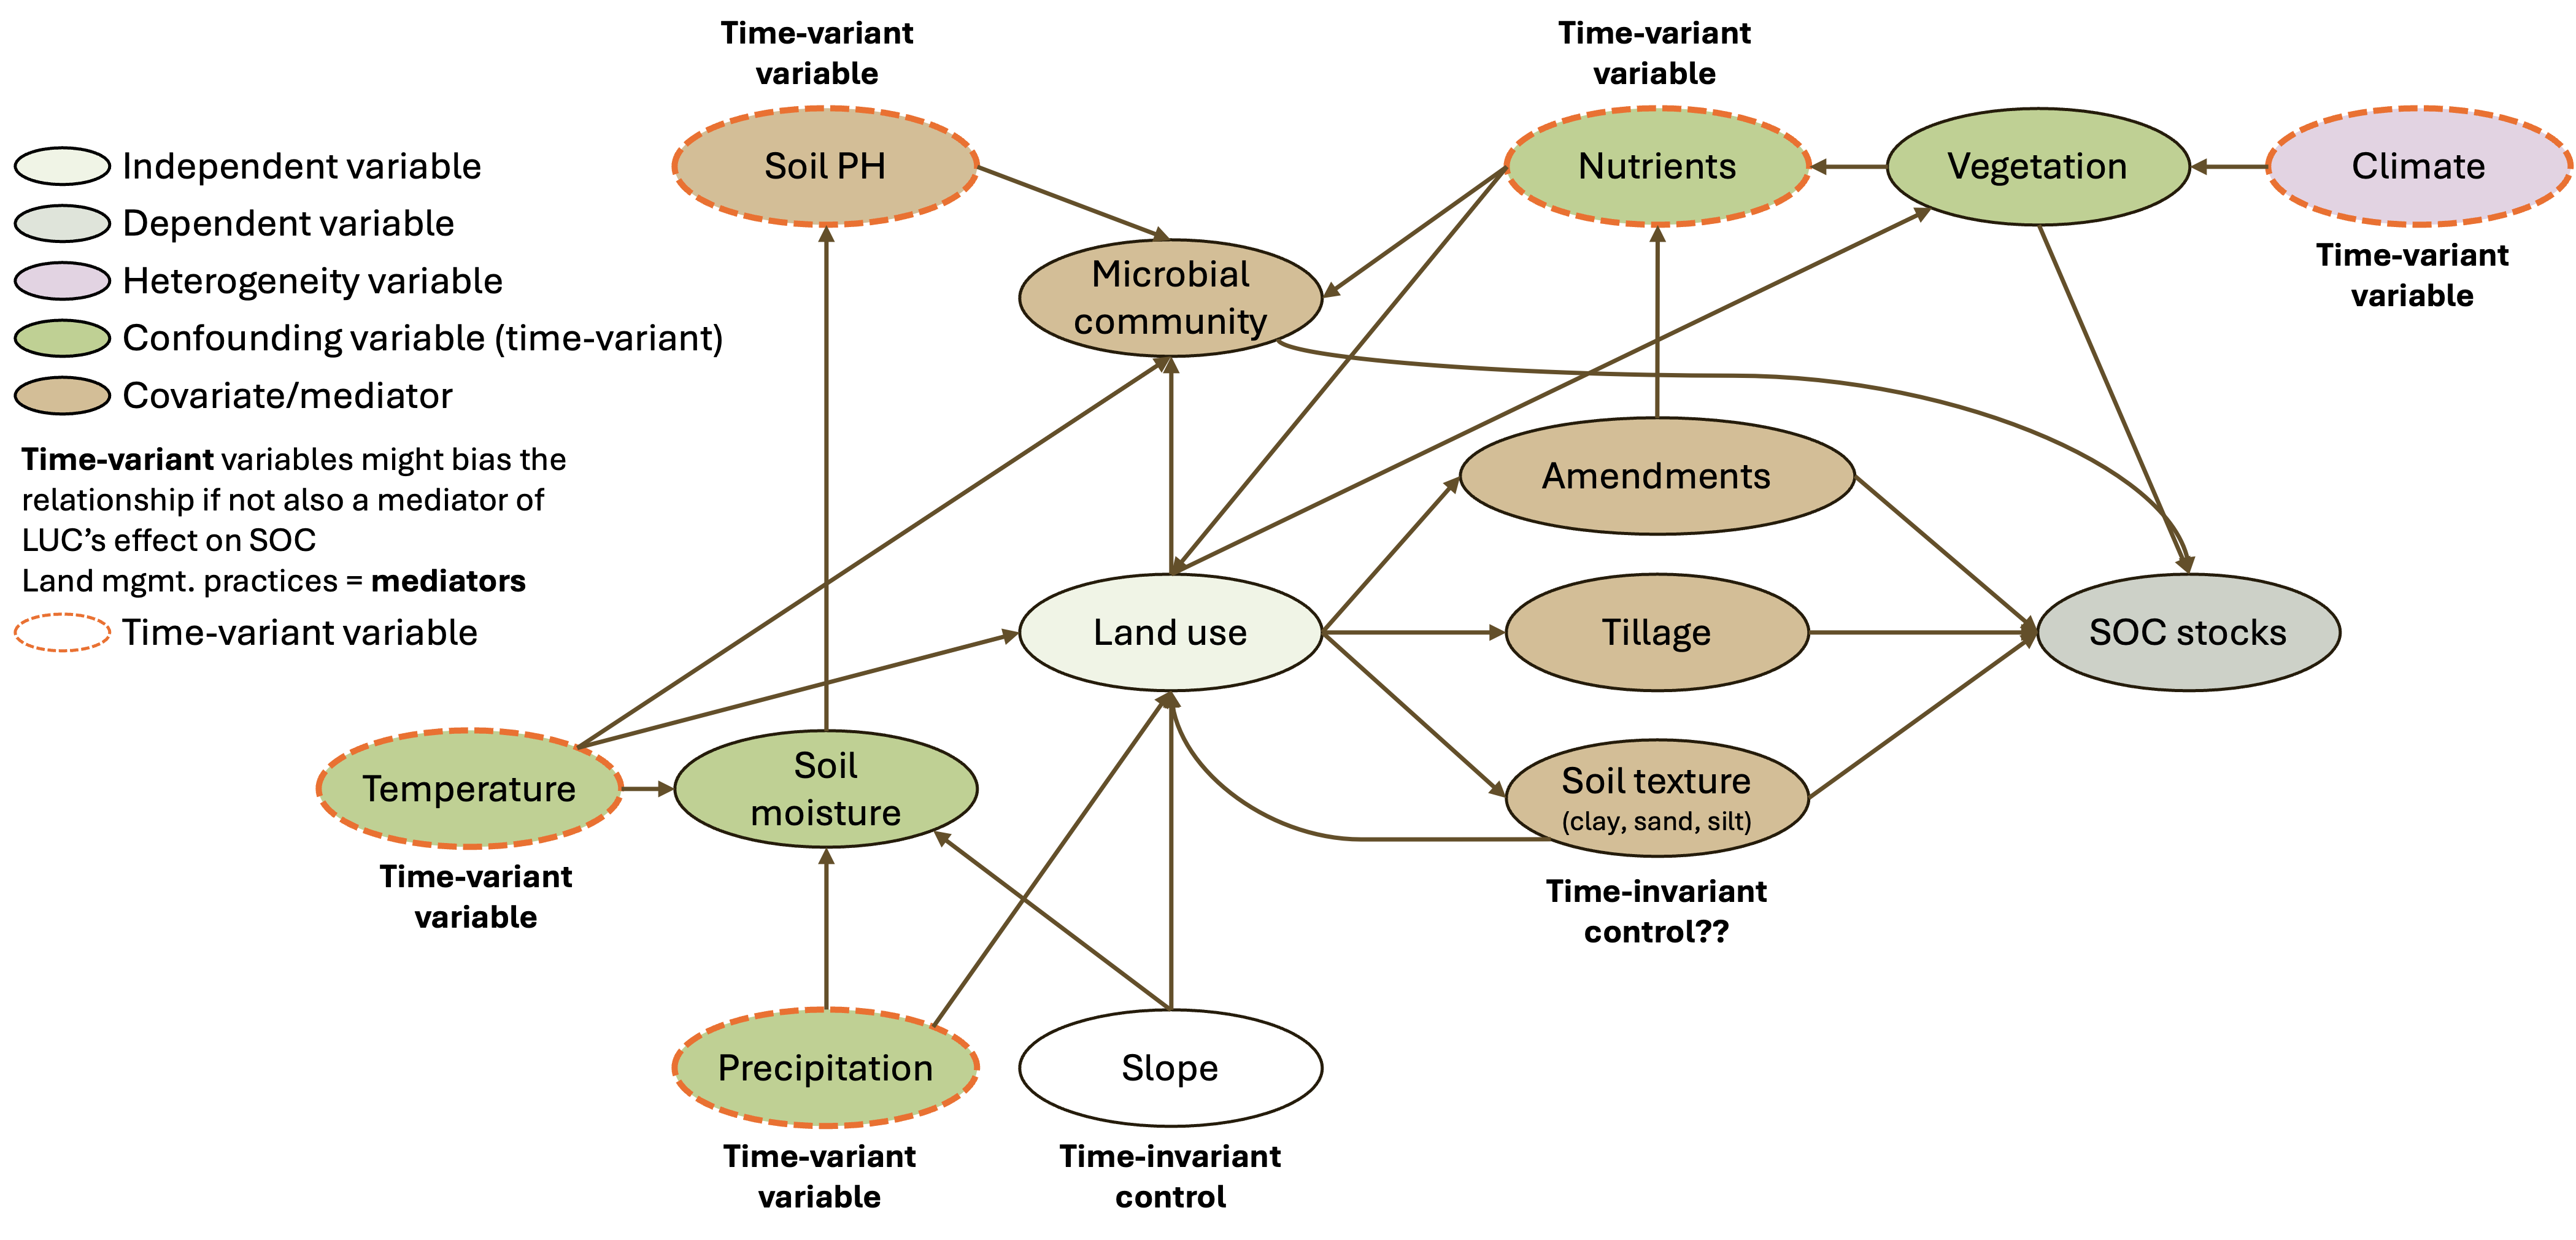 Time-variant
variable
Time-variant
variable
Soil PH
Nutrients
Vegetation
Climate
Time-variant
variable
Independent variable
Dependent variable
Heterogeneity variable
Confounding variable (time-variant)
Covariate/mediator
Time-variant variables might bias the
relationship if not also a mediator of
LUC’s effect on SOC
Land mgmt. practices = mediators
Time-variant variable
Microbial
community
Amendments
Land use
Tillage
SOC stocks
Temperature
Time-variant
variable
Soil
moisture
Soil texture
(clay, sand, silt)
Time-invariant
control??
Precipitation
Time-variant
variable
Slope
Time-invariant
control